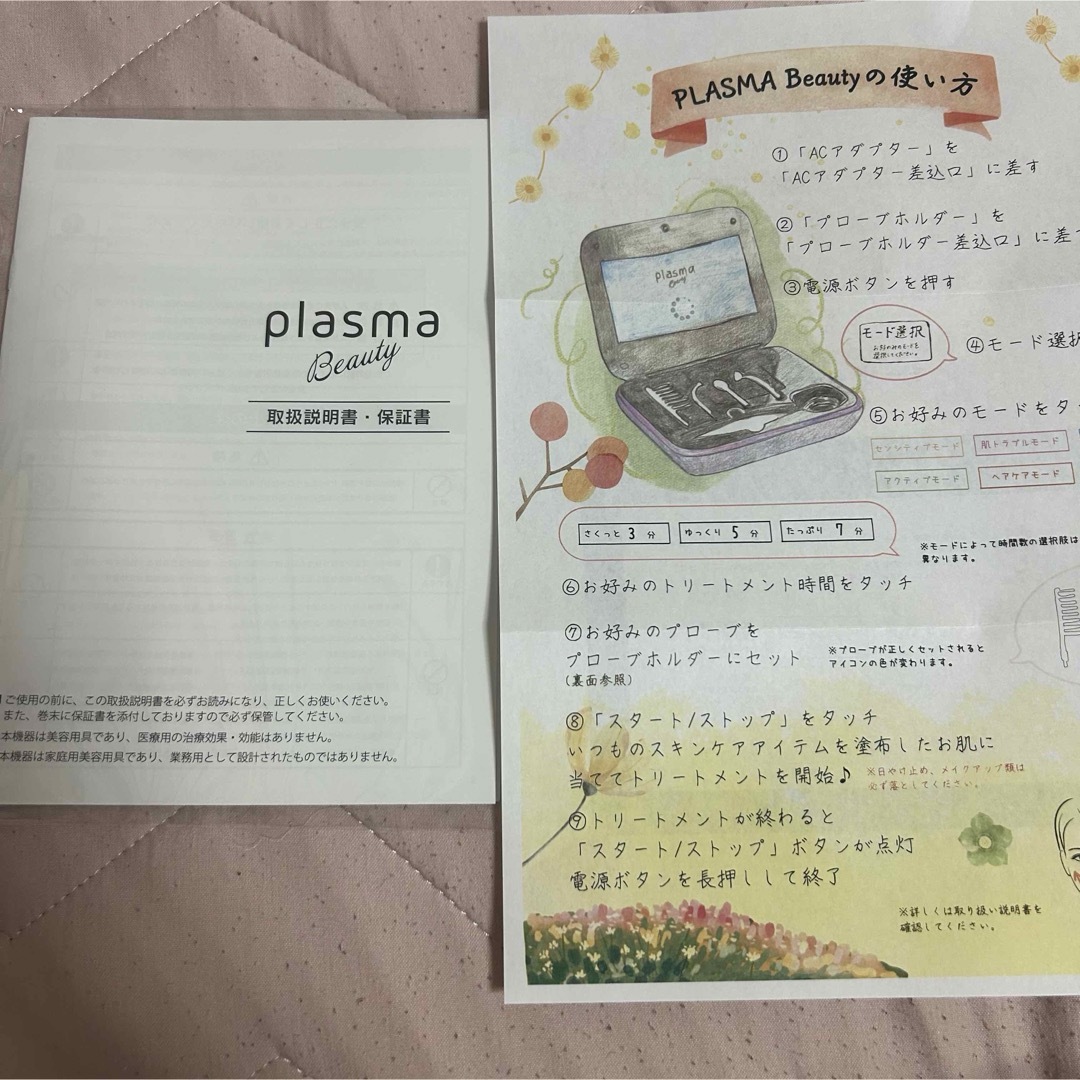 plasma
Beauty
取扱説明書・保証書
ご使用の前に、この取扱説明書を必ずお読みになり、正しくお使いください。
また、巻末に保証書を添付しておりますので必ず保管してください。
本機器は美容用具であり、医療用の治療効果・効能はありません。
本機器は家庭用美容用具であり、業務用として設計されたものではありません。
PLASMA Beautyの使い方
①「ACアダプター」を
「ACアダプター差込口」に差す
②「プローブホルダー」を
「プローブホルダー差込口」に差
plasma
Beauty
③電源ボタンを押す
モード選択
お好みのモードを
選択してください。
④モード選択
⑤お好みのモードをタ
センシティブモード
肌トラブルモード
アクティブモード
ヘアケアモード
さくっと 3 分
ゆっくり 5 分
たっぷり 7 分
※モードによって時間数の選択肢は
異なります。
⑥お好みのトリートメント時間をタッチ
⑦お好みのプローブを
プローブホルダーにセット
(裏面参照)
※プローブが正しくセットされると
アイコンの色が変わります。
⑧「スタート/ストップ」をタッチ
いつものスキンケアアイテムを塗布したお肌に
当ててトリートメントを開始♪
※日やけ止め、メイクアップ類は
必ず落としてください。
⑨トリートメントが終わると
「スタート/ストップ」ボタンが点灯
電源ボタンを長押しして終了
※詳しくは取り扱い説明書を
確認してください。